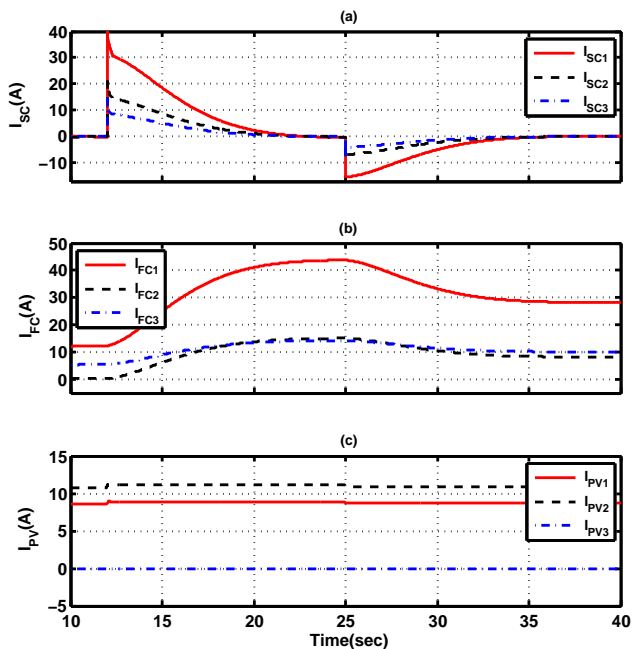 (a)
I_SC(A)
40
30
20
10
0
−10
I_SC1
I_SC2
I_SC3
(b)
I_FC(A)
50
40
30
20
10
0
I_FC1
I_FC2
I_FC3
(c)
I_PV(A)
15
10
5
0
−5
I_PV1
I_PV2
I_PV3
10 15 20 25 30 35 40
Time(sec)